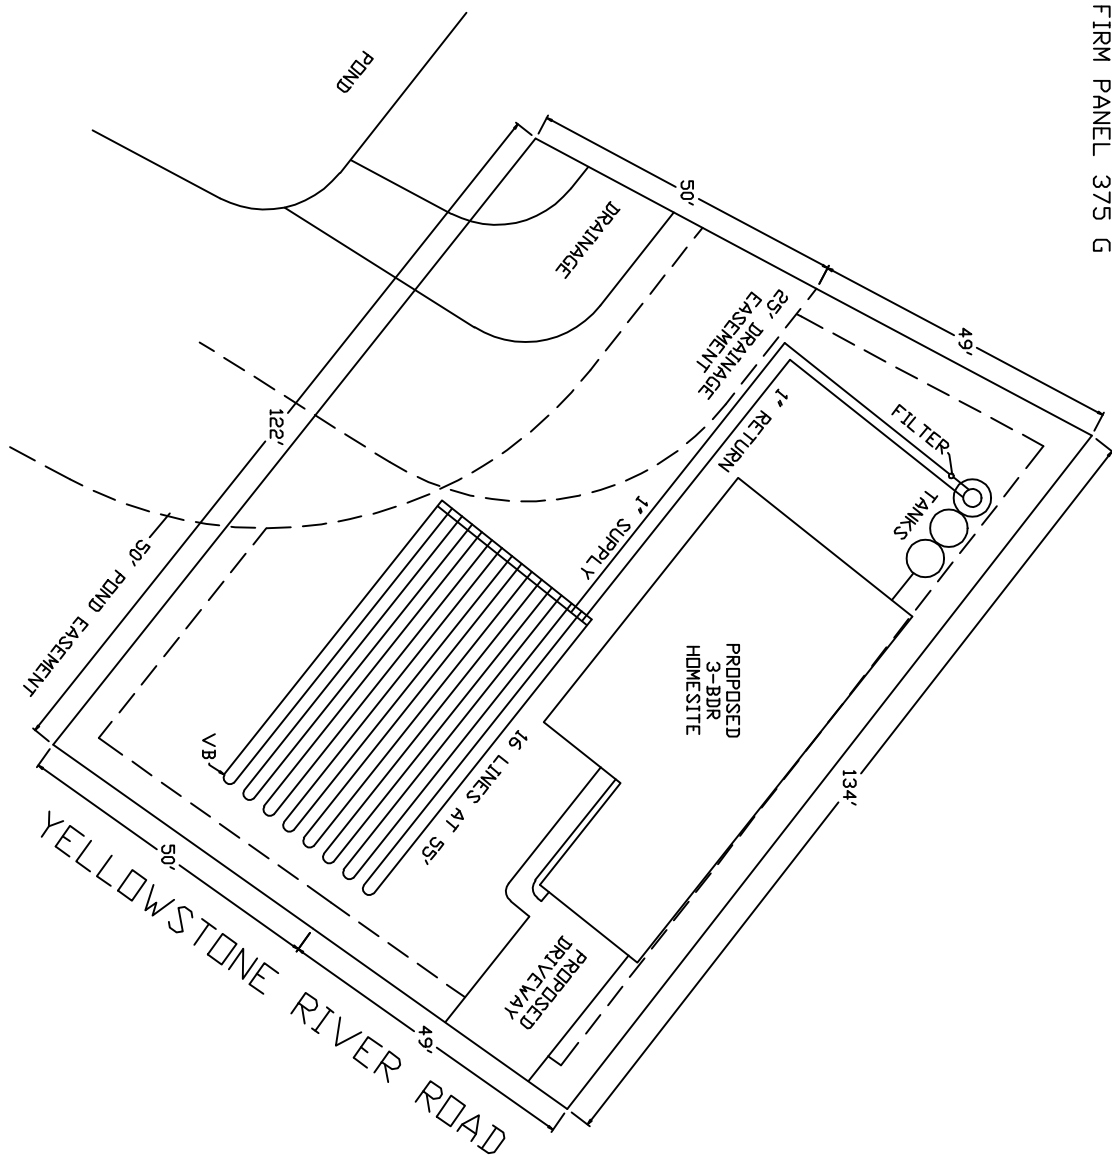 FIRM PANEL 375 G
POND
DRAINAGE
50'
49'
25' DRAINAGE
EASEMENT
FILTER
TANKS
1" RETURN
1" SUPPLY
122'
50' POND EASEMENT
PROPOSED
3-BDR
HOMESITE
134'
16 LINES AT 55'
VB
PROPOSED
DRIVEWAY
50'
49'
YELLOWSTONE RIVER ROAD